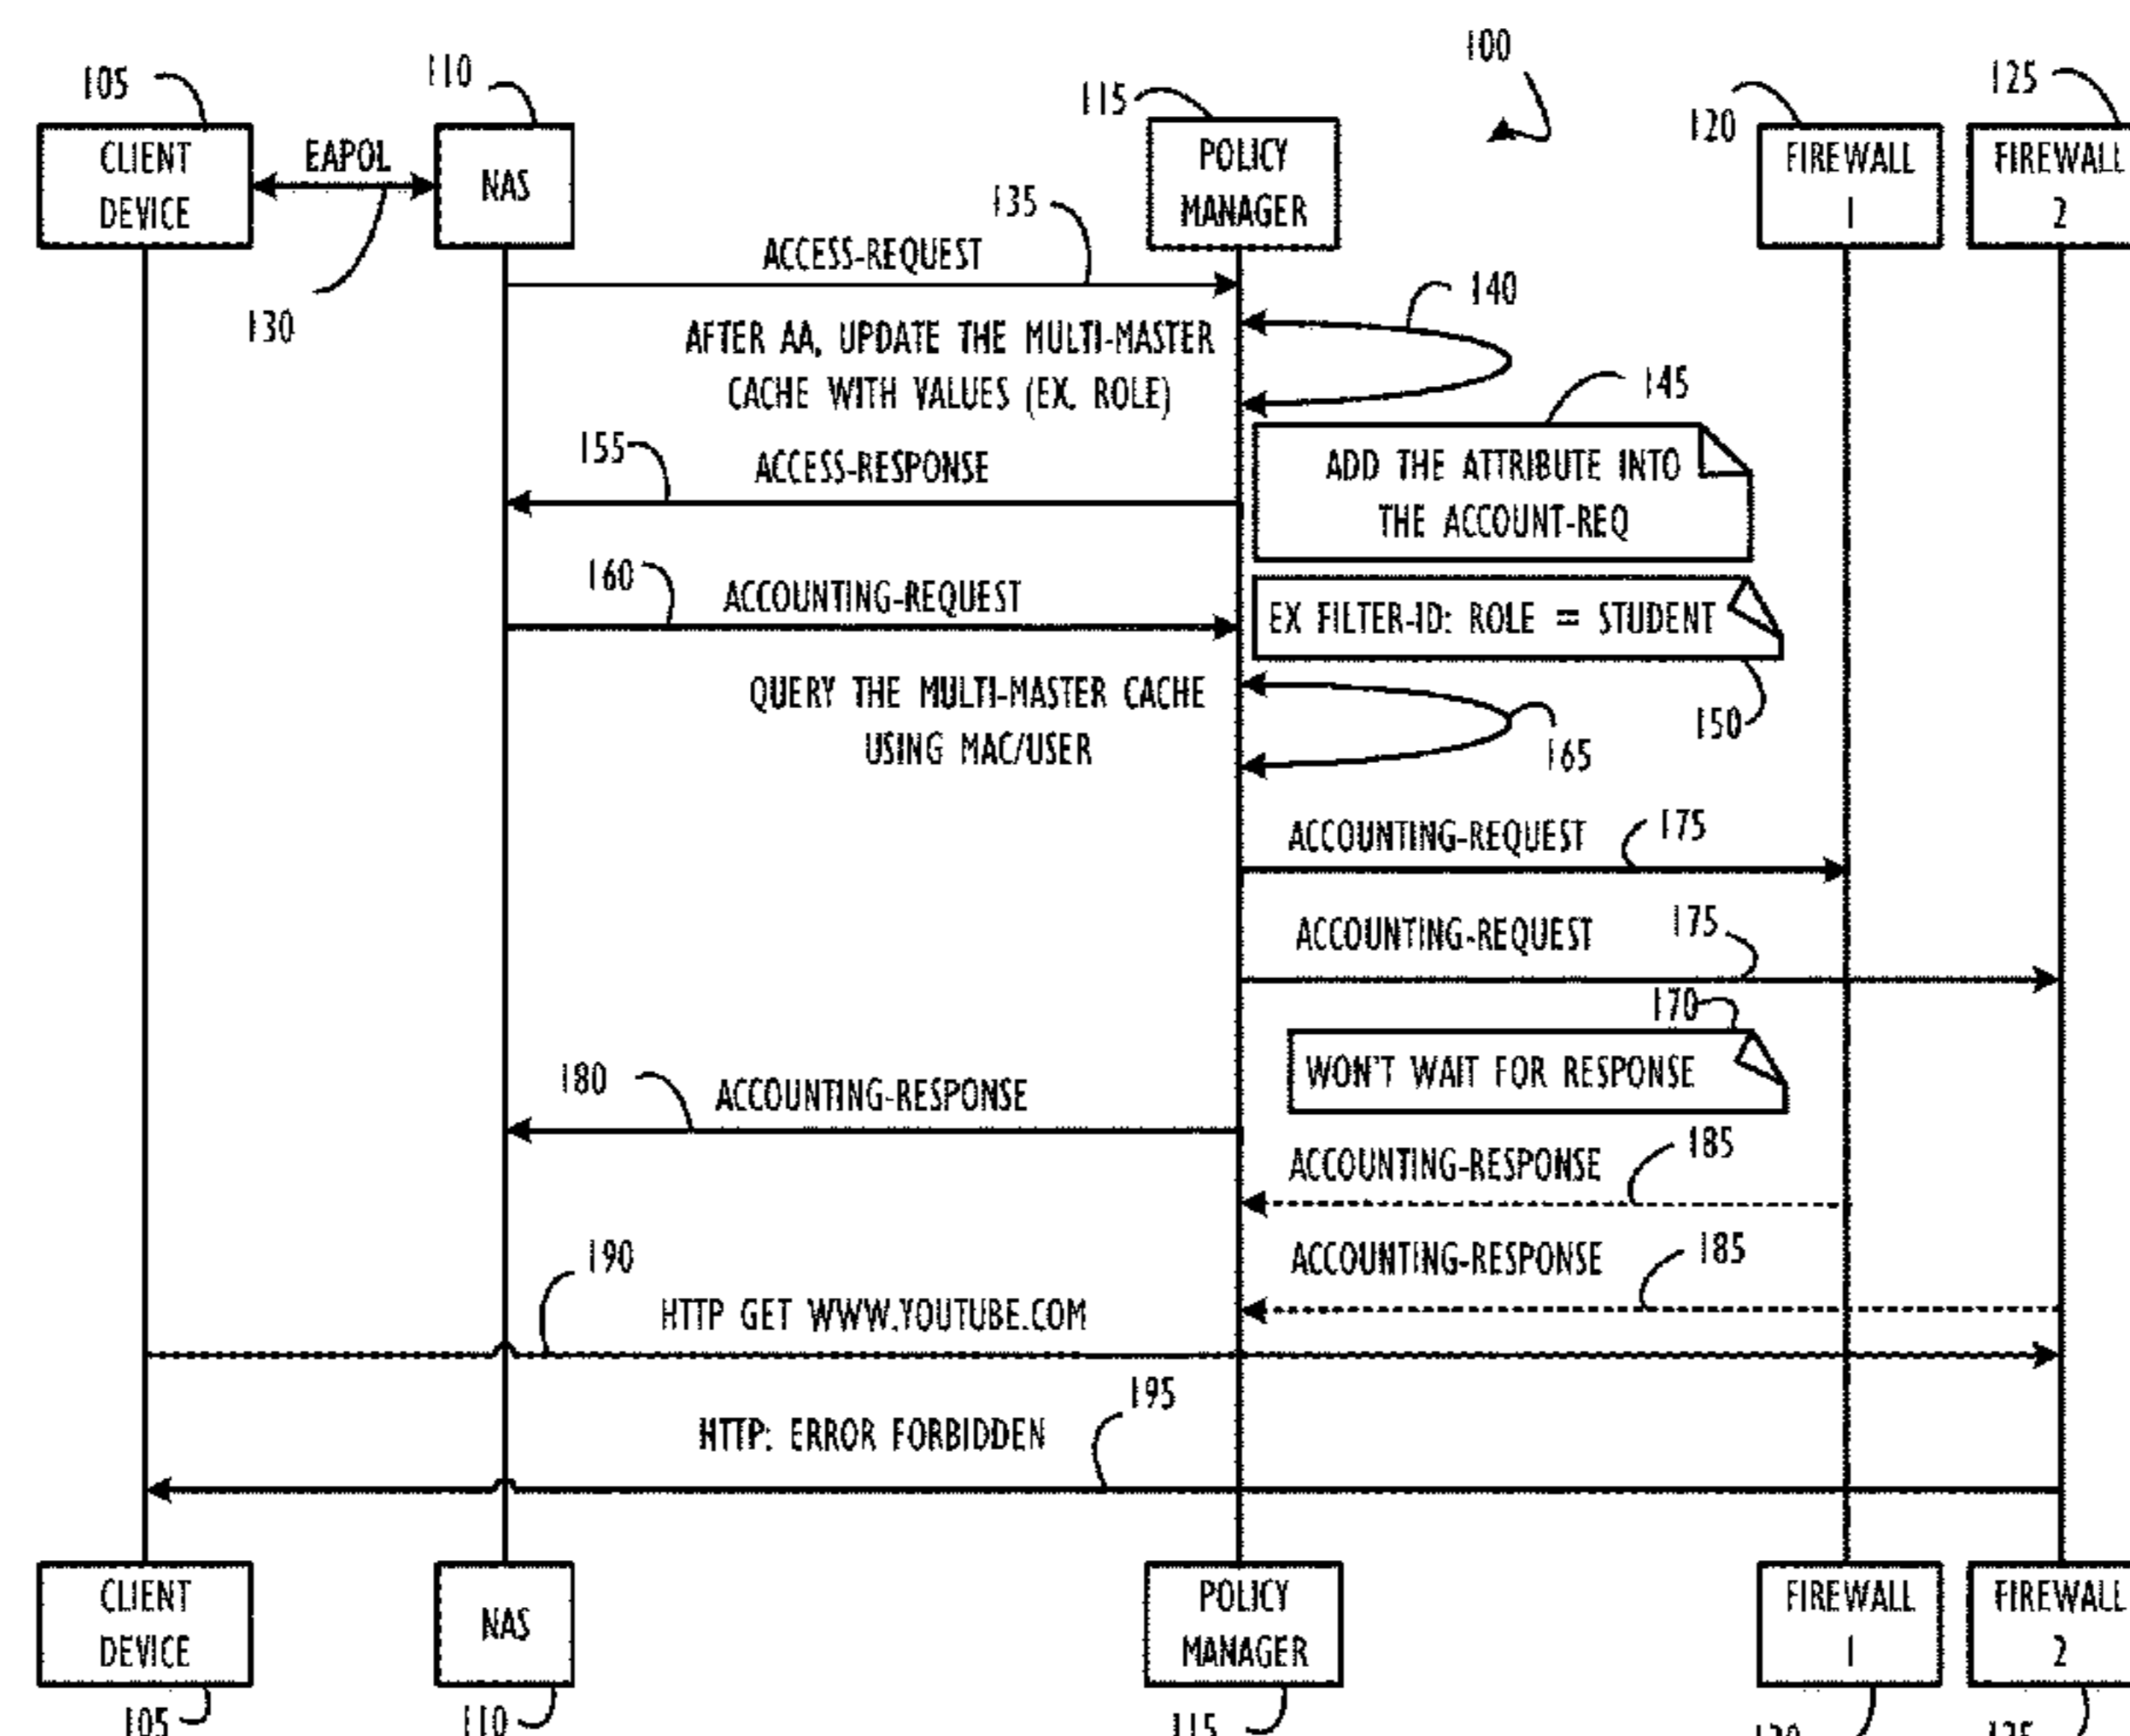 100
105
110
115
120
125
CLIENT
DEVICE
EAPOL
NAS
POLICY
MANAGER
FIREWALL
1
FIREWALL
2
130
135
ACCESS-REQUEST
140
AFTER AA, UPDATE THE MULTI-MASTER
CACHE WITH VALUES (EX. ROLE)
145
155
ACCESS-RESPONSE
ADD THE ATTRIBUTE INTO
THE ACCOUNT-REQ
160
ACCOUNTING-REQUEST
EX FILTER-ID: ROLE = STUDENT
150
QUERY THE MULTI-MASTER CACHE
USING MAC/USER
165
ACCOUNTING-REQUEST
175
ACCOUNTING-REQUEST
175
170
WON'T WAIT FOR RESPONSE
180
ACCOUNTING-RESPONSE
185
ACCOUNTING-RESPONSE
ACCOUNTING-RESPONSE
185
190
HTTP GET WWW.YOUTUBE.COM
195
HTTP: ERROR FORBIDDEN
CLIENT
DEVICE
NAS
POLICY
MANAGER
FIREWALL
1
FIREWALL
2
105
110
115